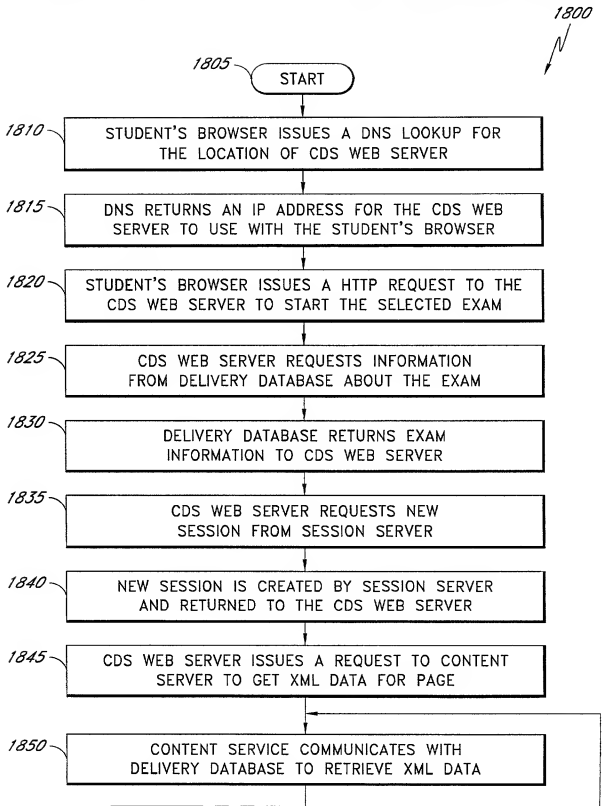 1800
1805
START
1810
STUDENT'S BROWSER ISSUES A DNS LOOKUP FOR
THE LOCATION OF CDS WEB SERVER
1815
DNS RETURNS AN IP ADDRESS FOR THE CDS WEB
SERVER TO USE WITH THE STUDENT'S BROWSER
1820
STUDENT'S BROWSER ISSUES A HTTP REQUEST TO THE
CDS WEB SERVER TO START THE SELECTED EXAM
1825
CDS WEB SERVER REQUESTS INFORMATION
FROM DELIVERY DATABASE ABOUT THE EXAM
1830
DELIVERY DATABASE RETURNS EXAM
INFORMATION TO CDS WEB SERVER
1835
CDS WEB SERVER REQUESTS NEW
SESSION FROM SESSION SERVER
1840
NEW SESSION IS CREATED BY SESSION SERVER
AND RETURNED TO THE CDS WEB SERVER
1845
CDS WEB SERVER ISSUES A REQUEST TO CONTENT
SERVER TO GET XML DATA FOR PAGE
1850
CONTENT SERVICE COMMUNICATES WITH
DELIVERY DATABASE TO RETRIEVE XML DATA